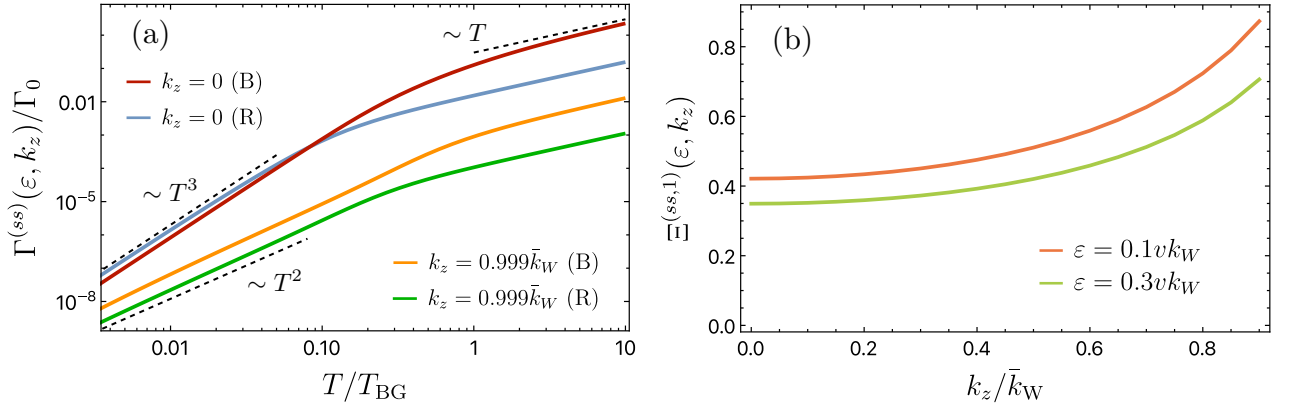 (a)
~ T
k_z = 0 (B)
k_z = 0 (R)
~ T^3
~ T^2
k_z = 0.999k̄_W (B)
k_z = 0.999k̄_W (R)
Γ^(ss)(ε, k_z)/Γ_0
0.01
10^-5
10^-8
0.01 0.10 1 10
T/T_BG
(b)
Ξ^(ss,1)(ε, k_z)
0.8
0.6
0.4
0.2
0.0
ε = 0.1vk_W
ε = 0.3vk_W
0.0 0.2 0.4 0.6 0.8
k_z/k̄_W